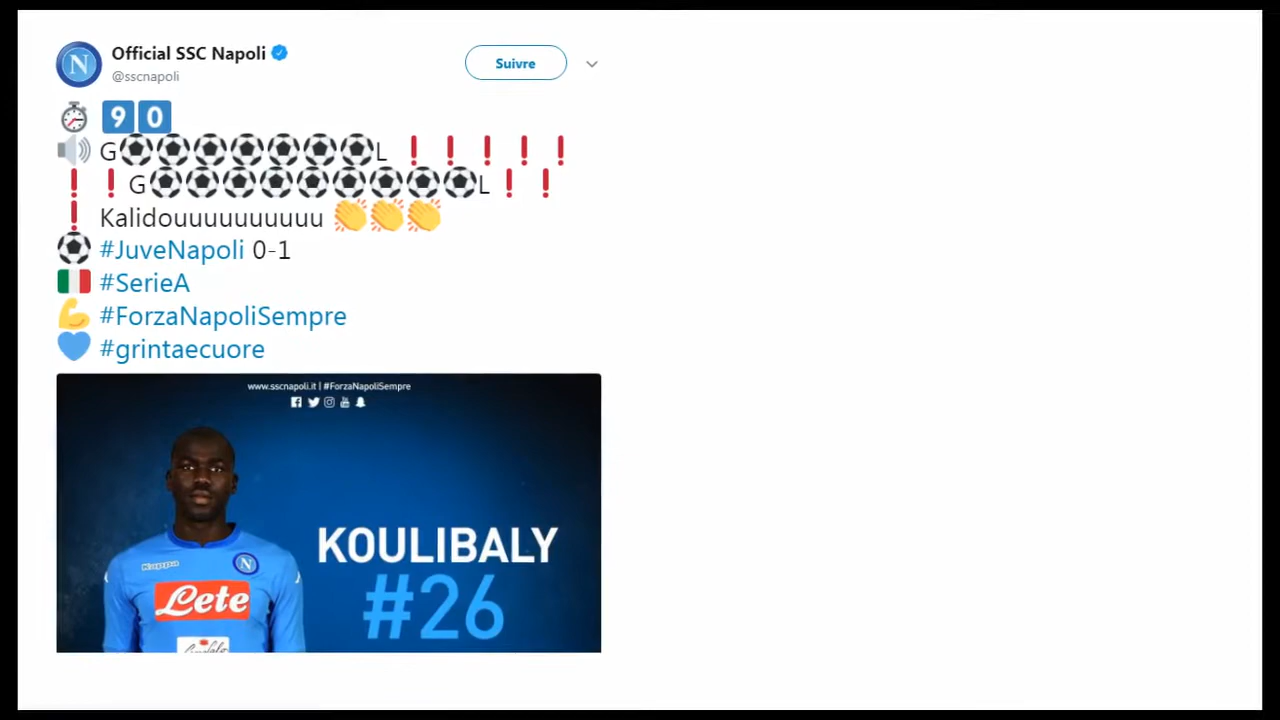 Official SSC Napoli
@sscnapoli
Suivre
⏱ 9️⃣0️⃣
🔊 G⚽⚽⚽⚽⚽⚽⚽L ❗❗❗❗❗
❗❗G⚽⚽⚽⚽⚽⚽⚽⚽⚽L❗❗
❗ Kalidouuuuuuuuuu 👏👏👏
⚽ #JuveNapoli 0-1
🇮🇹 #SerieA
💪 #ForzaNapoliSempre
💙 #grintaecuore
www.sscnapoli.it | #ForzaNapoliSempre
KOULIBALY
#26
Kappa
N
Lete